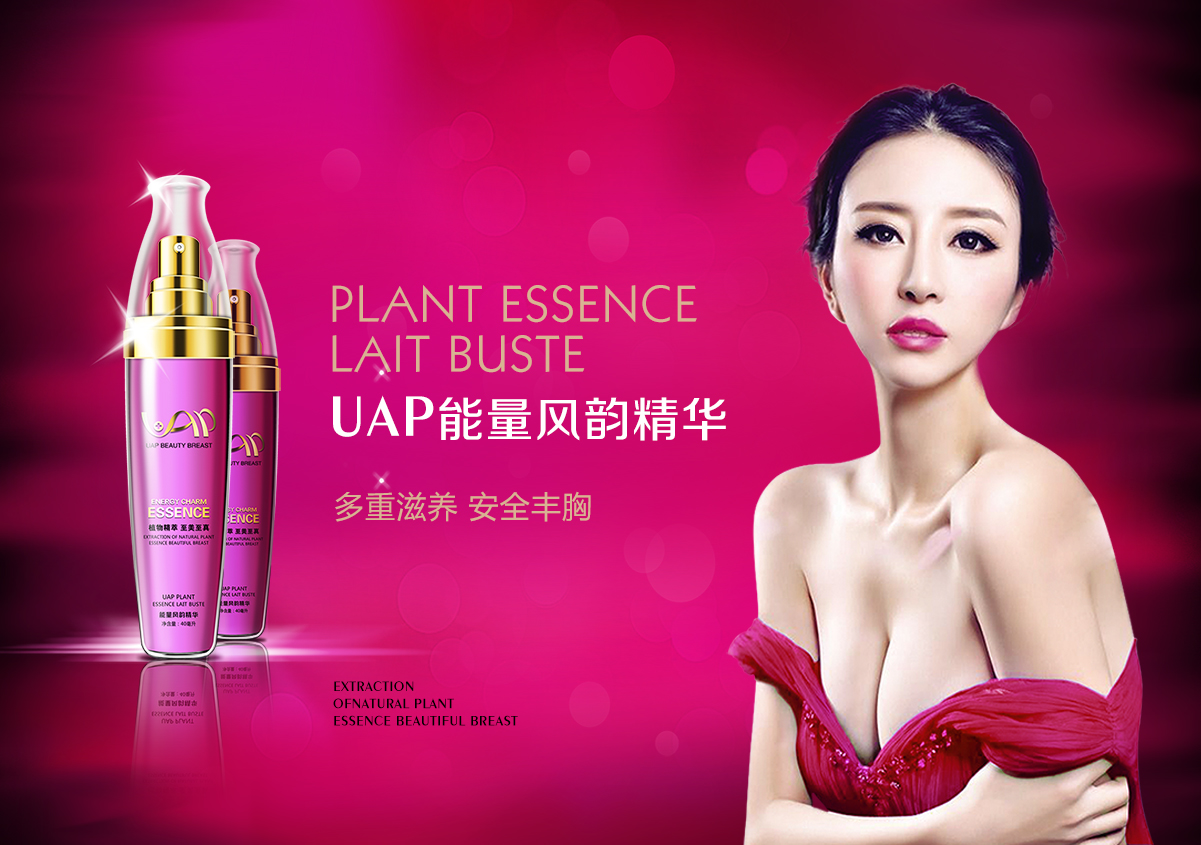 PLANT ESSENCE
LAIT BUSTE
UAP能量风韵精华
多重滋养 安全丰胸
EXTRACTION
OFNATURAL PLANT
ESSENCE BEAUTIFUL BREAST
UAP
UAP BEAUTY BREAST
ENERGY CHARM
ESSENCE
植物精萃 至美至真
EXTRACTION OF NATURAL PLANT
ESSENCE BEAUTIFUL BREAST
UAP PLANT
ESSENCE LAIT BUSTE
能量风韵精华
净含量：40毫升